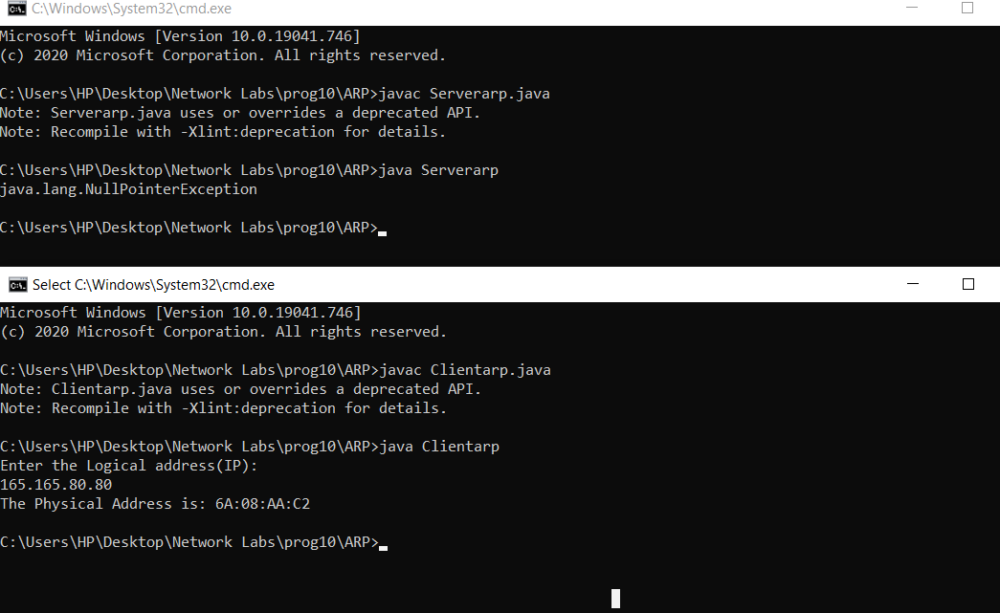 C:\Windows\System32\cmd.exe
Microsoft Windows [Version 10.0.19041.746]
(c) 2020 Microsoft Corporation. All rights reserved.
C:\Users\HP\Desktop\Network Labs\prog10\ARP>javac Serverarp.java
Note: Serverarp.java uses or overrides a deprecated API.
Note: Recompile with -Xlint:deprecation for details.
C:\Users\HP\Desktop\Network Labs\prog10\ARP>java Serverarp
java.lang.NullPointerException
C:\Users\HP\Desktop\Network Labs\prog10\ARP>
Select C:\Windows\System32\cmd.exe
Microsoft Windows [Version 10.0.19041.746]
(c) 2020 Microsoft Corporation. All rights reserved.
C:\Users\HP\Desktop\Network Labs\prog10\ARP>javac Clientarp.java
Note: Clientarp.java uses or overrides a deprecated API.
Note: Recompile with -Xlint:deprecation for details.
C:\Users\HP\Desktop\Network Labs\prog10\ARP>java Clientarp
Enter the Logical address(IP):
165.165.80.80
The Physical Address is: 6A:08:AA:C2
C:\Users\HP\Desktop\Network Labs\prog10\ARP>